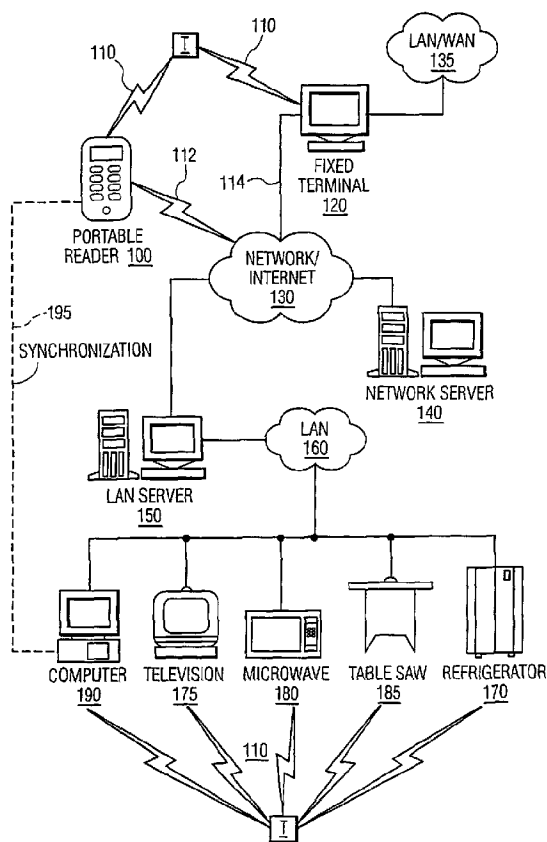 110
110
I
LAN/WAN
135
112
114
FIXED
TERMINAL
120
PORTABLE
READER 100
NETWORK/
INTERNET
130
195
SYNCHRONIZATION
NETWORK SERVER
140
LAN
160
LAN SERVER
150
COMPUTER
190
TELEVISION
175
MICROWAVE
180
TABLE SAW
185
REFRIGERATOR
170
110
I